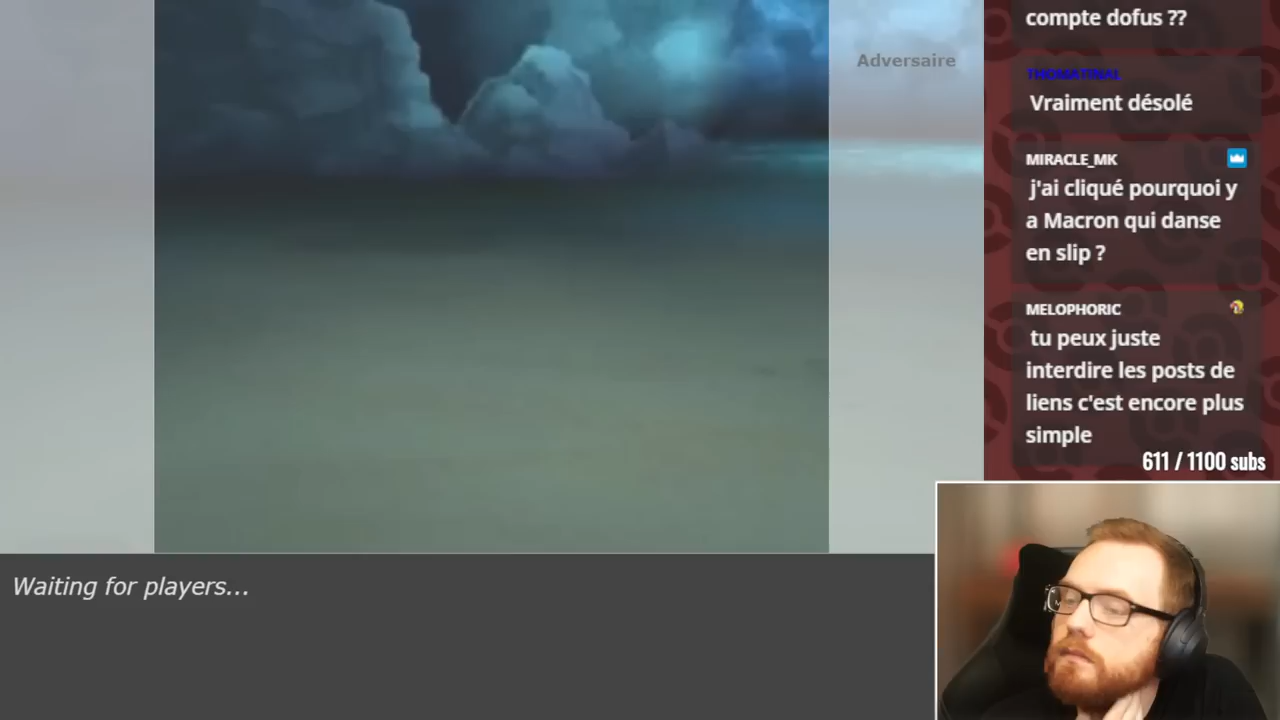 Adversaire
compte dofus ??
THOMATRIAL
Vraiment désolé
MIRACLE_MK
j'ai cliqué pourquoi y
a Macron qui danse
en slip ?
MELOPHORIC
tu peux juste
interdire les posts de
liens c'est encore plus
simple
611 / 1100 subs
Waiting for players...